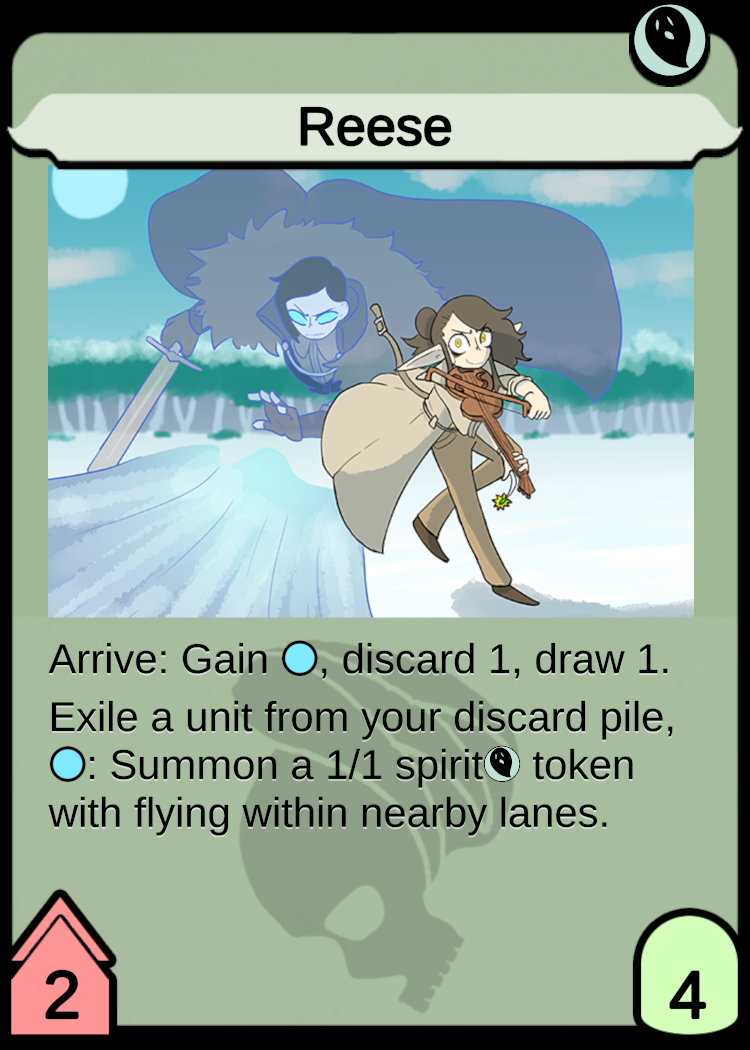 Reese
Arrive: Gain , discard 1, draw 1.
Exile a unit from your discard pile,
: Summon a 1/1 spirit token
with flying within nearby lanes.
2
4